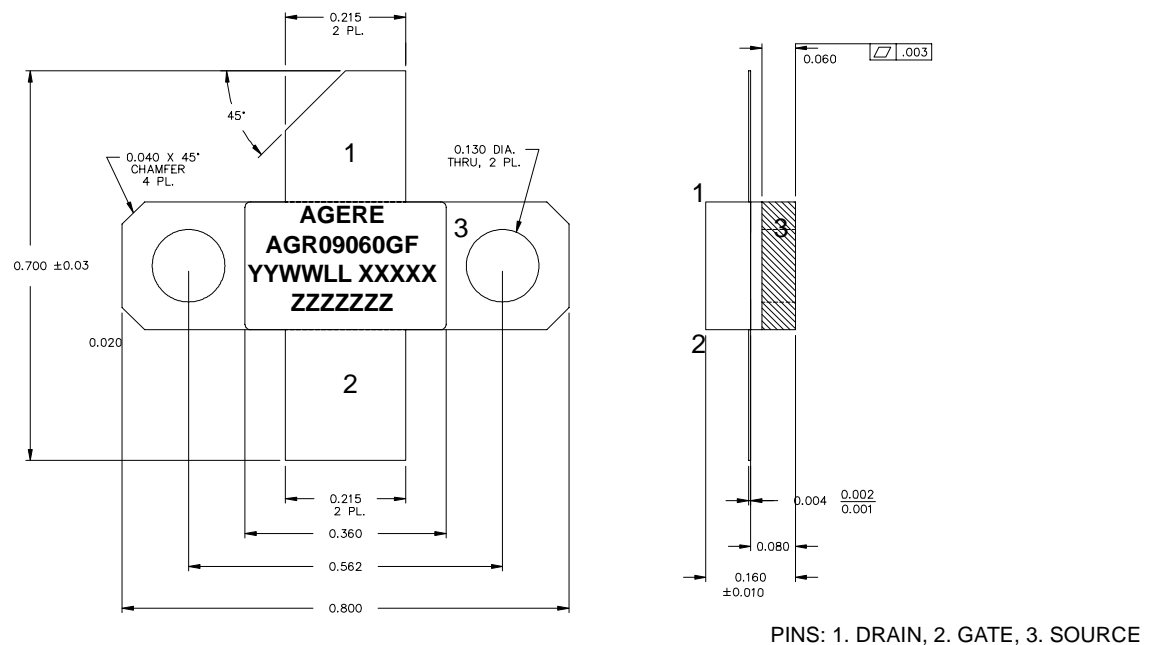 0.215
2 PL.
0.060
⏥ .003
45°
1
0.040 X 45°
CHAMFER
4 PL.
0.130 DIA.
THRU, 2 PL.
1
AGERE
3
AGR09060GF
3
0.700 ±0.03
YYWWLL XXXXX
ZZZZZZZ
0.020
2
2
0.215
2 PL.
0.004 0.002
0.001
0.360
0.080
0.562
0.160
±0.010
0.800
PINS: 1. DRAIN, 2. GATE, 3. SOURCE